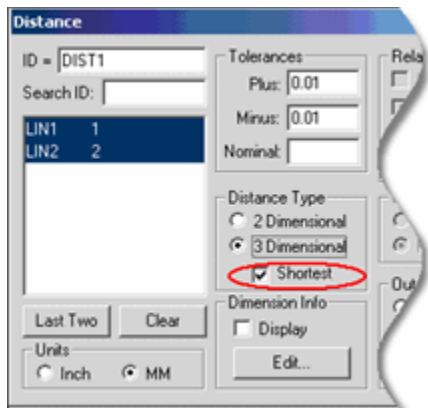 Distance
ID = DIST1
Search ID:
LIN1 1
LIN2 2
Last Two Clear
Units
Inch MM
Tolerances
Plus: 0.01
Minus: 0.01
Nominal:
Distance Type
2 Dimensional
3 Dimensional
Shortest
Dimension Info
Display
Edit...
Rela
Out